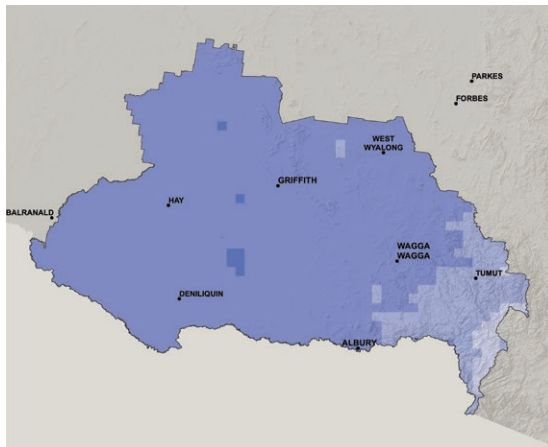 PARKES
FORBES
WEST
WYALONG
GRIFFITH
HAY
BALRANALD
WAGGA
WAGGA
TUMUT
DENILIQUIN
ALBURY